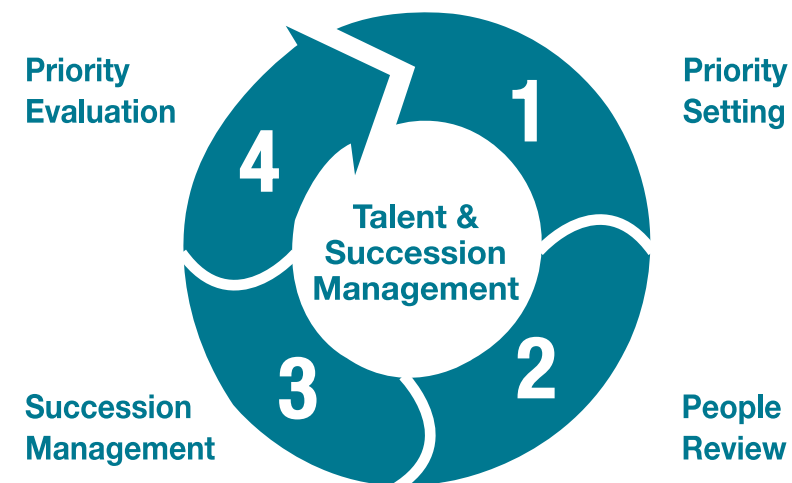 Priority
Evaluation
Priority
Setting
1
4
Talent &
Succession
Management
3
2
Succession
Management
People
Review